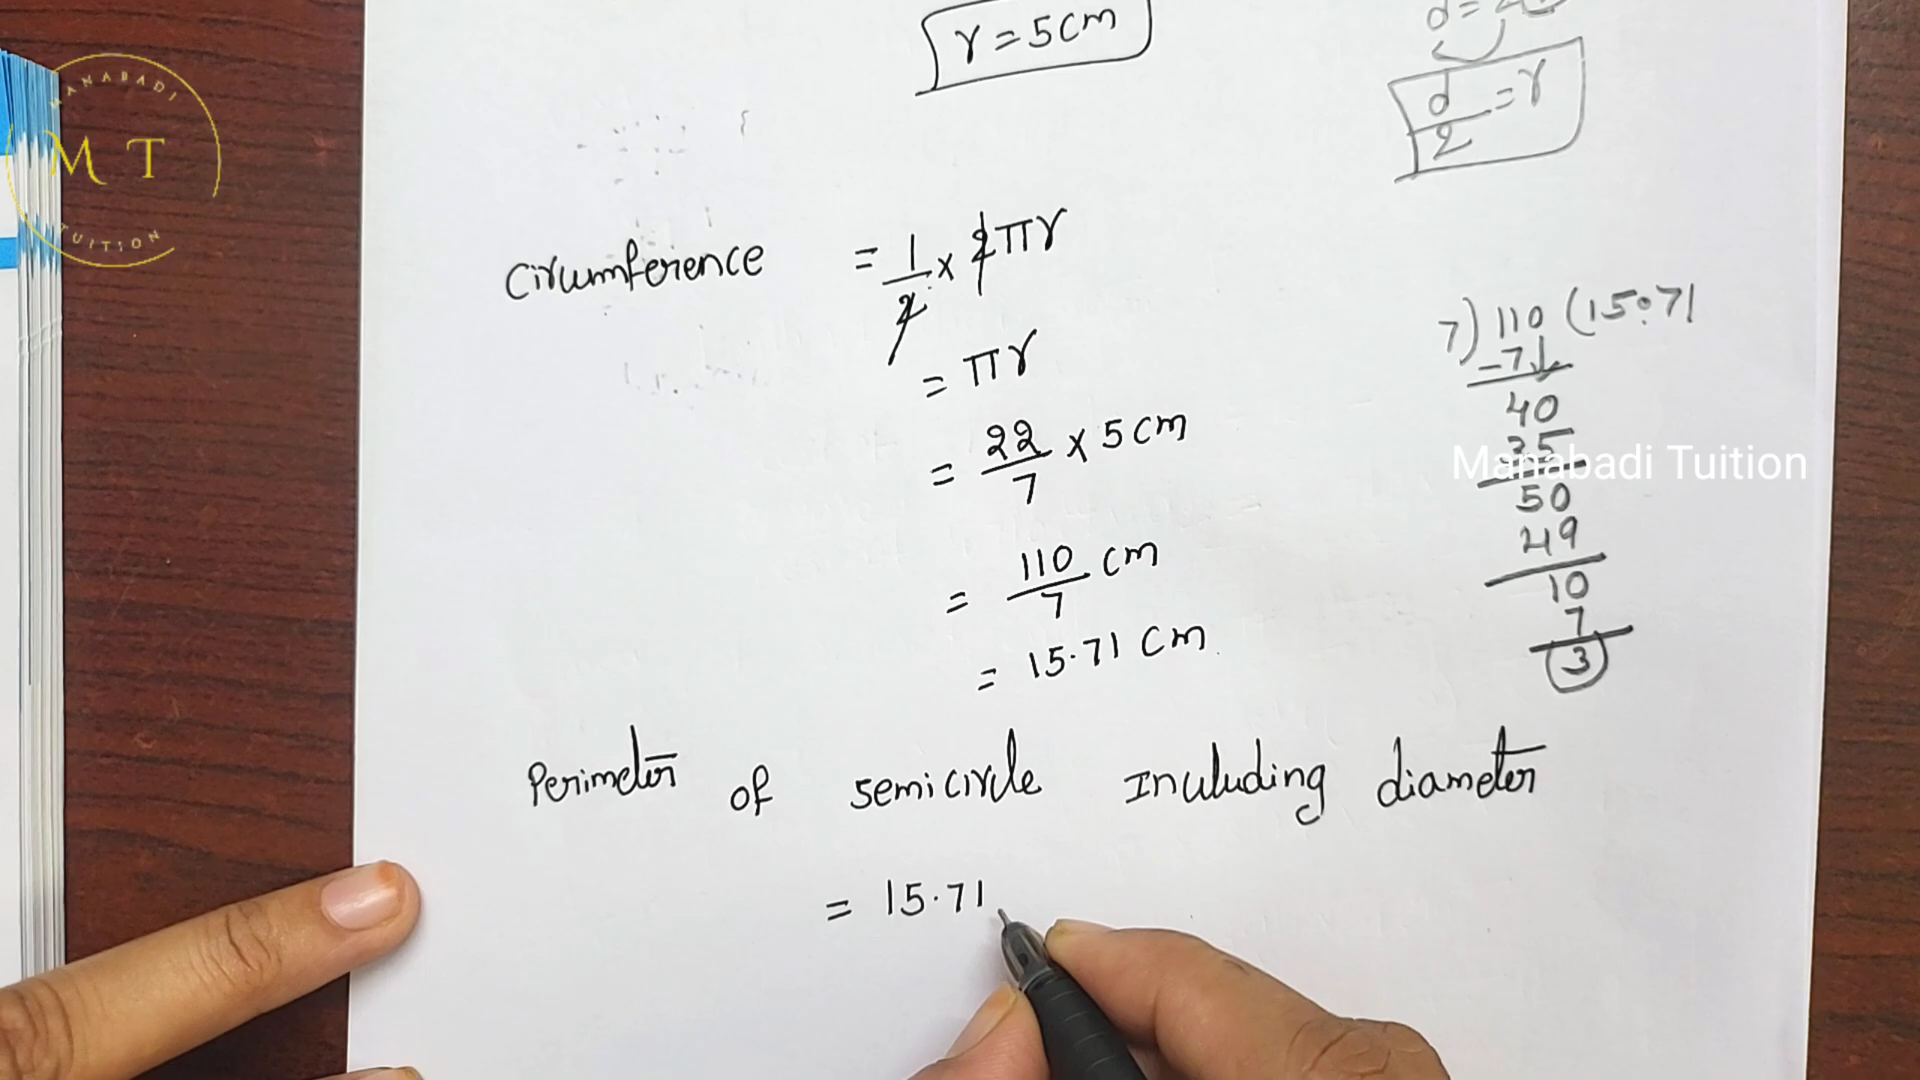 r = 5cm
d/2 = r
MANABADI
MT
TUITION
Circumference = 1/2 × 2πr
= πr
= 22/7 × 5cm
= 110/7 cm
= 15.71 cm
7) 110 (15.71
-7
40
35
50
49
10
7
3
Manabadi Tuition
Perimeter of semicircle Including diameter
= 15.71